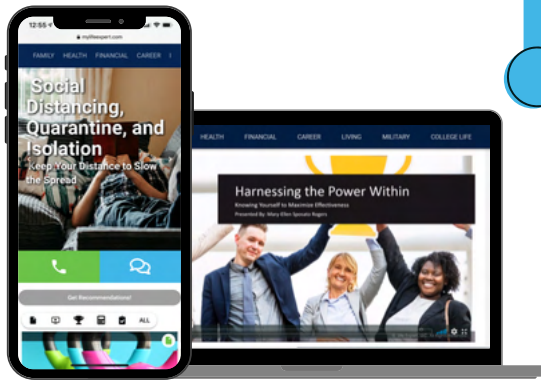 12:55
mylifeexpert.com
FAMILY HEALTH FINANCIAL CAREER
Social
Distancing,
Quarantine, and
Isolation
Keep Your Distance to Slow
the Spread
Get Recommendations!
ALL
HEALTH FINANCIAL CAREER LIVING MILITARY COLLEGE LIFE
Harnessing the Power Within
Knowing Yourself to Maximize Effectiveness
Presented By: Mary Ellen Sposato Rogers